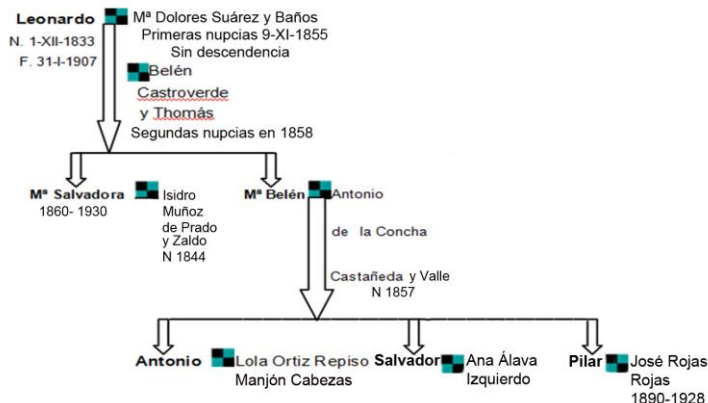 Leonardo Mª Dolores Suárez y Baños
N. 1-XII-1833 Primeras nupcias 9-XI-1855
F. 31-I-1907 Sin descendencia
Belén
Castroverde
y Thomás
Segundas nupcias en 1858
Mª Salvadora Isidro Mª Belén Antonio
1860- 1930 Muñoz
de Prado
y Zaldo
N 1844
de la Concha
Castañeda y Valle
N 1857
Antonio Lola Ortiz Repiso Salvador Ana Álava Pilar José Rojas
Manjón Cabezas Izquierdo Rojas
1890-1928